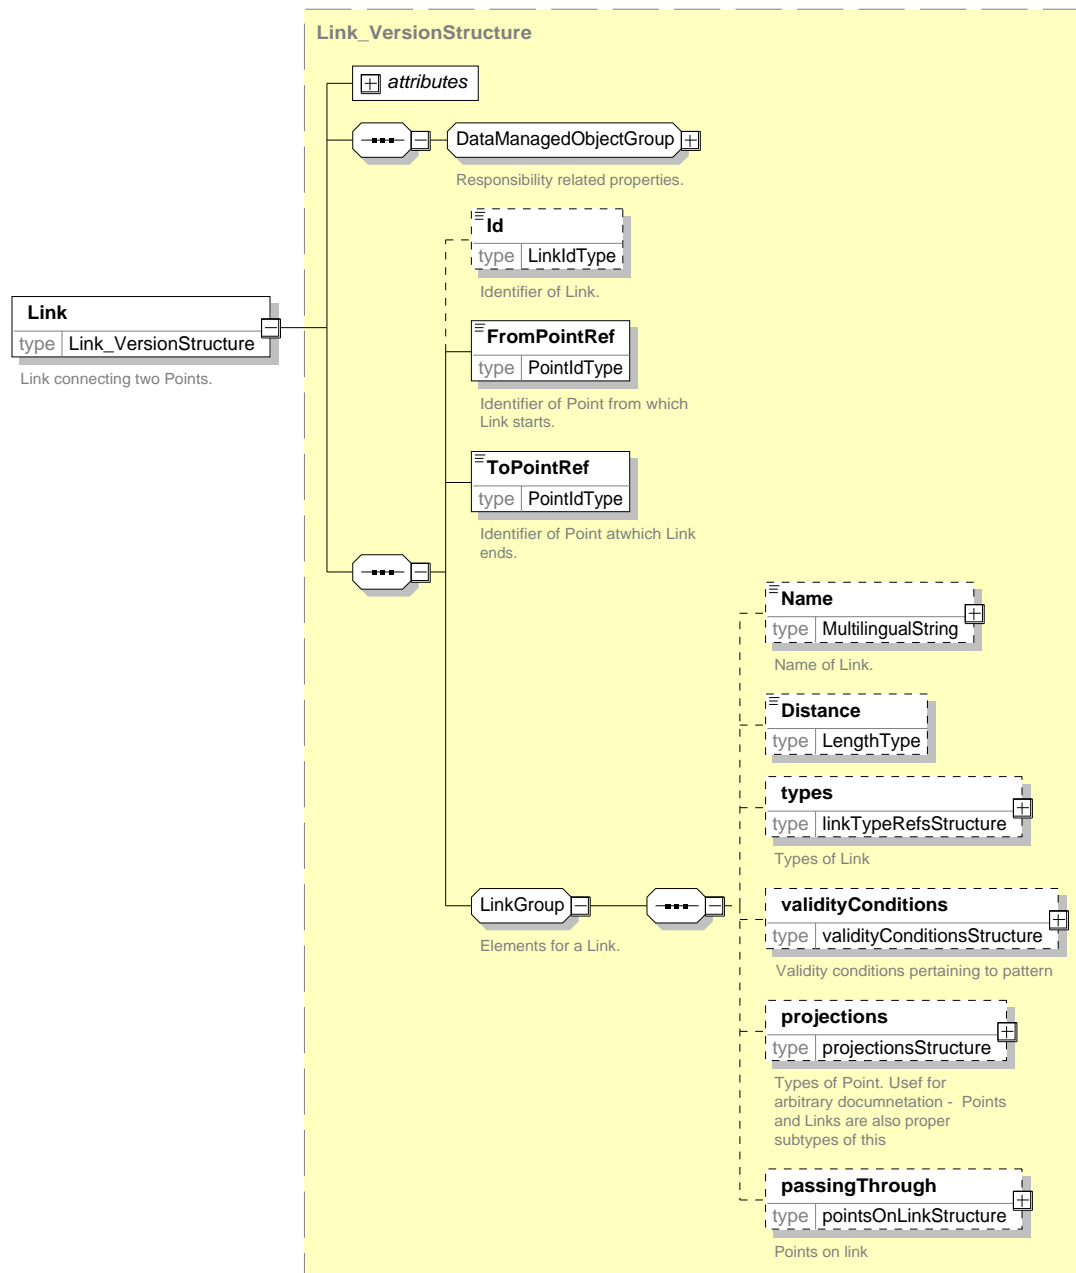 Link_VersionStructure
attributes
DataManagedObjectGroup
Responsibility related properties.
Id
type LinkIdType
Identifier of Link.
Link
type Link_VersionStructure
Link connecting two Points.
FromPointRef
type PointIdType
Identifier of Point from which
Link starts.
ToPointRef
type PointIdType
Identifier of Point atwhich Link
ends.
Name
type MultilingualString
Name of Link.
Distance
type LengthType
types
type linkTypeRefsStructure
Types of Link
LinkGroup
Elements for a Link.
validityConditions
type validityConditionsStructure
Validity conditions pertaining to pattern
projections
type projectionsStructure
Types of Point. Usef for
arbitrary documnetation -  Points
and Links are also proper
subtypes of this
passingThrough
type pointsOnLinkStructure
Points on link